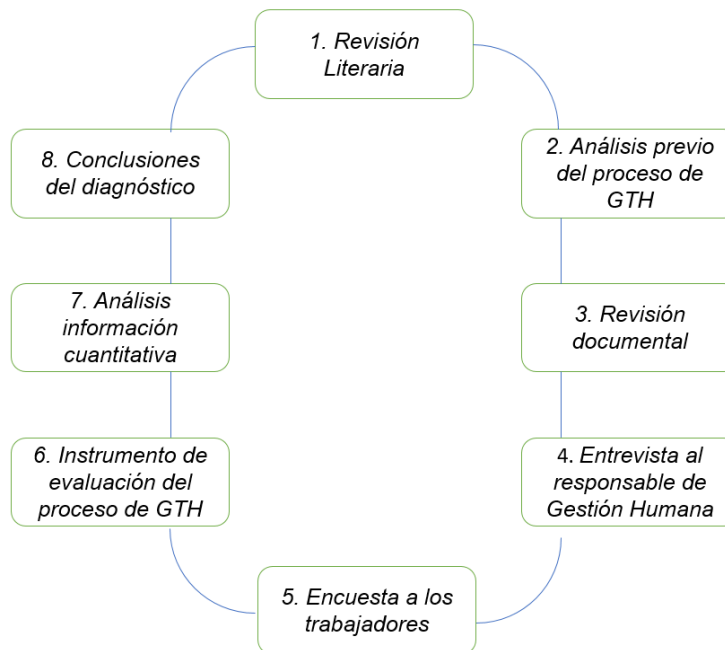 1. Revisión
Literaria
2. Análisis previo
del proceso de
GTH
3. Revisión
documental
4. Entrevista al
responsable de
Gestión Humana
5. Encuesta a los
trabajadores
6. Instrumento de
evaluación del
proceso de GTH
7. Análisis
información
cuantitativa
8. Conclusiones
del diagnóstico